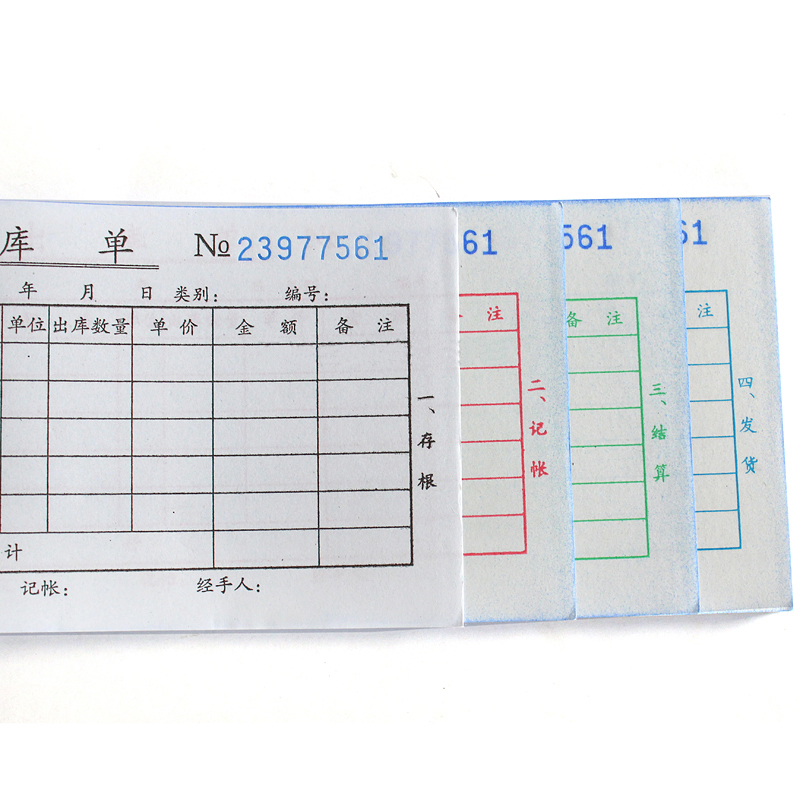 库 单 № 23977561
年 月 日 类别： 编号：
单位 出库数量 单价 金额 备注
计
记帐： 经手人：
一、存根
61
注
二、记帐
561
备注
三、结算
61
注
四、发货